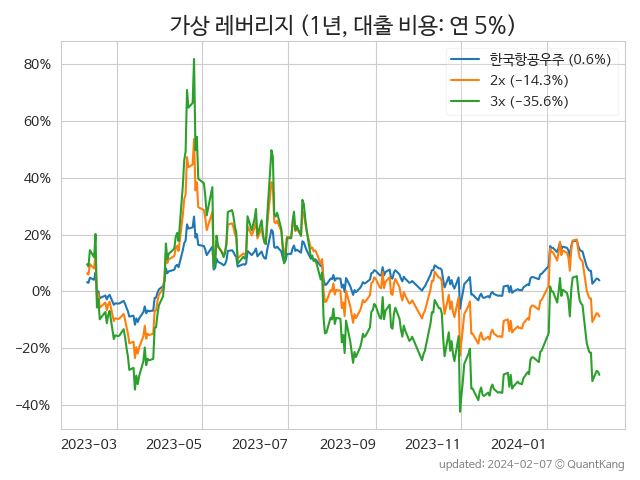 가상 레버리지 (1년, 대출 비용: 연 5%)
한국항공우주 (0.6%)
2x (−14.3%)
3x (−35.6%)
80%
60%
40%
20%
0%
−20%
−40%
2023−03
2023−05
2023−07
2023−09
2023−11
2024−01
updated: 2024-02-07 © QuantKang